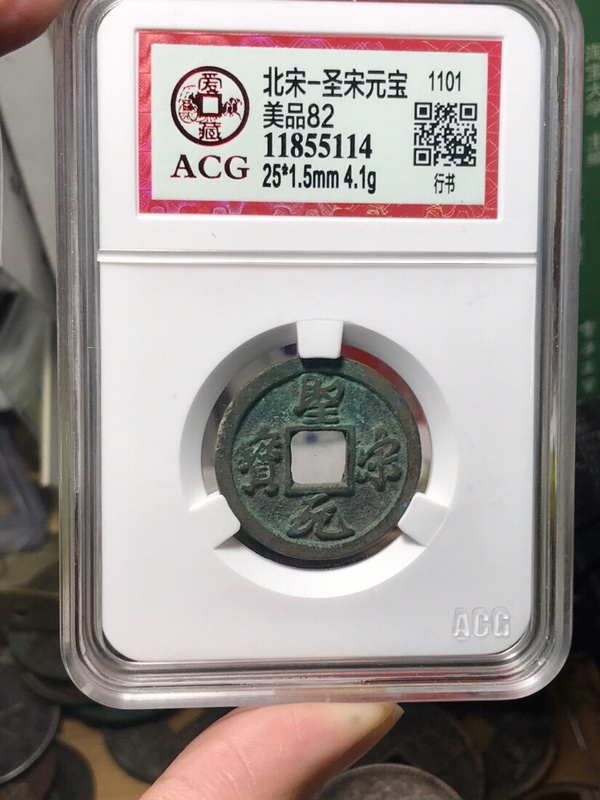 爱藏
ACG
北宋-圣宋元宝 1101
美品82
11855114
25*1.5mm 4.1g
行书
聖宋元寶
ACG